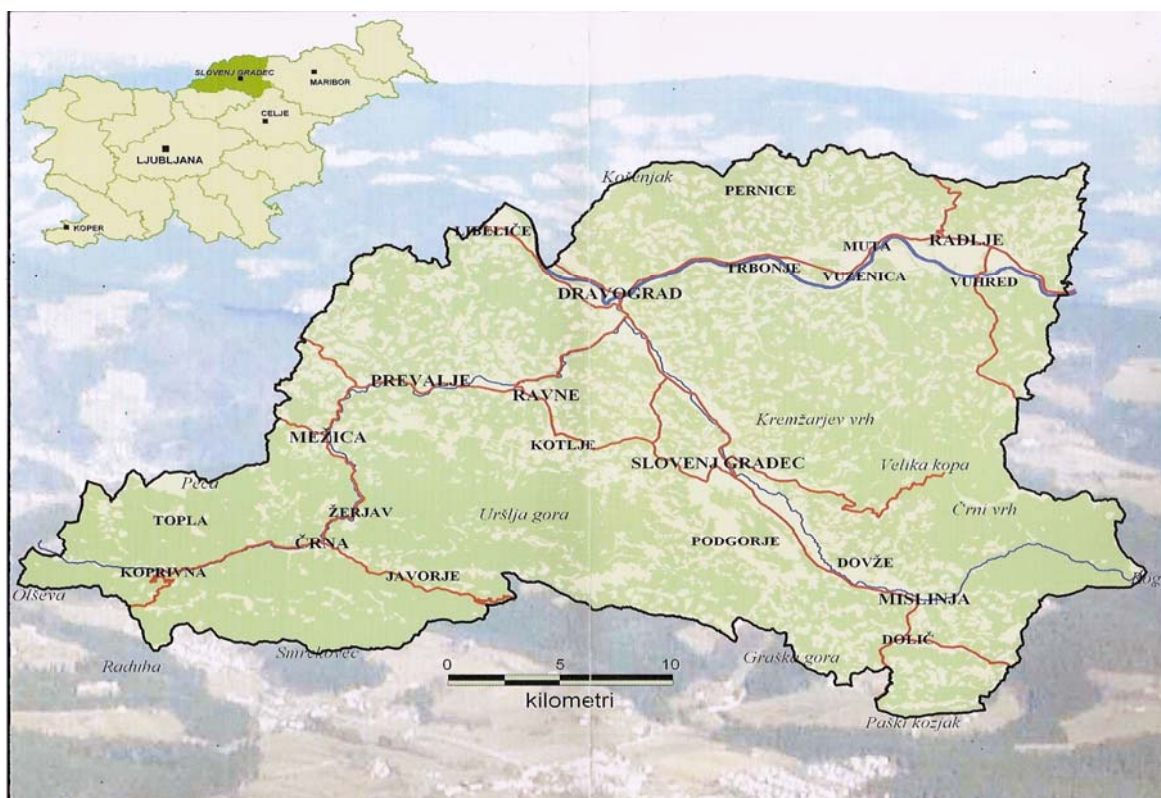 SLOVENJ GRADEC
MARIBOR
CELJE
LJUBLJANA
KOPER
Košenjak
PERNICE
LIBELIČE
MUTA
RADLJE
TRBONJE
VUZENICA
VUHRED
DRAVOGRAD
PREVALJE
RAVNE
MEŽICA
KOTLJE
Kremžarjev vrh
SLOVENJ GRADEC
Velika kopa
Peca
TOPLA
ŽERJAV
Uršlja gora
Črni vrh
ČRNA
PODGORJE
KOPRIVNA
JAVORJE
DOVŽE
Olševa
MISLINJA
Rog
DOLIČ
Raduha
Smrekovec
Graška gora
0 5 10
kilometri
Paški kozjak